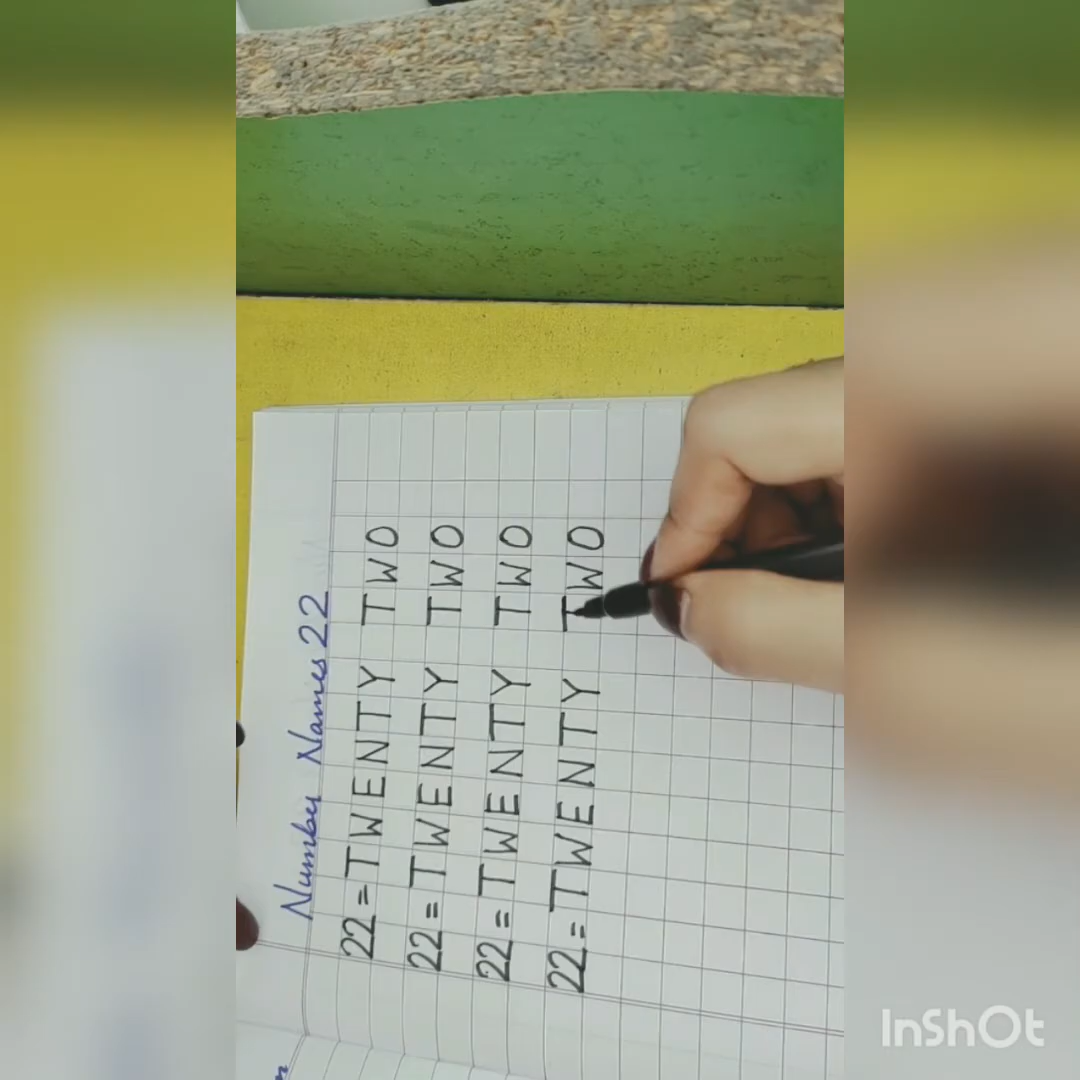 Number Names 22
22 = TWENTY TWO
22 = TWENTY TWO
22 = TWENTY TWO
22 = TWENTY TWO
InShOt